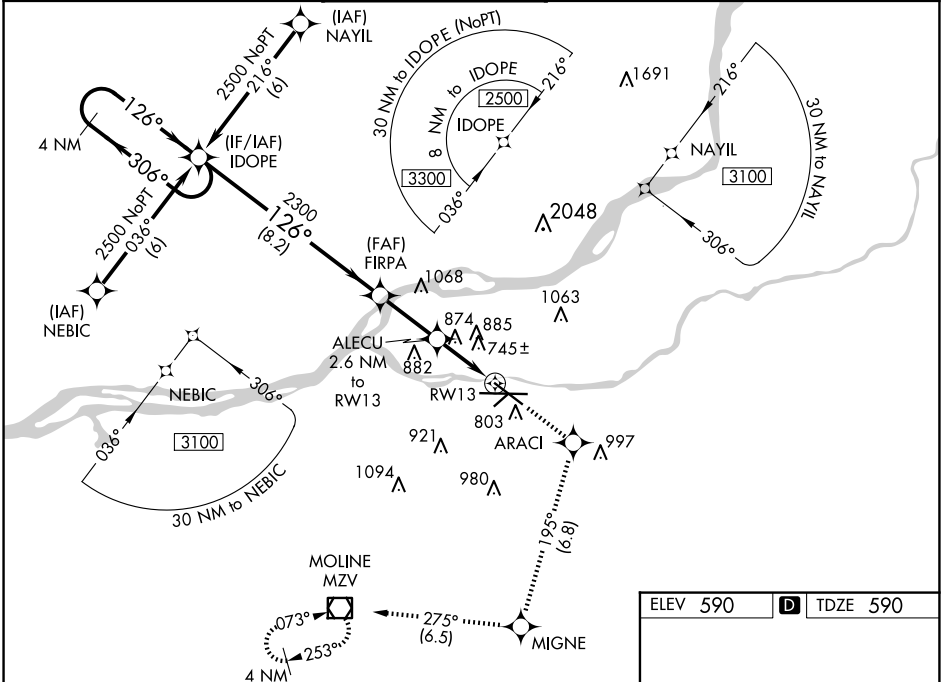 (IAF)
NAYIL
2500 NoPT
216°
(6)
126°
4 NM
306°
(IF/IAF)
IDOPE
2500 NoPT
036°
(6)
(IAF)
NEBIC
2300
126°
(8.2)
(FAF)
FIRPA
30 NM to IDOPE (NoPT)
8 NM to IDOPE
2500
216°
IDOPE
3300
036°
1691
216°
NAYIL
3100
30 NM to NAYIL
306°
2048
1068
1063
ALECU
2.6 NM
to
RW13
874
885
745±
882
RW13
803
ARACI
997
921
1094
980
NEBIC
306°
036°
3100
30 NM to NEBIC
195°
(6.8)
MOLINE
MZV
073°
253°
4 NM
275°
(6.5)
MIGNE
ELEV 590 D TDZE 590